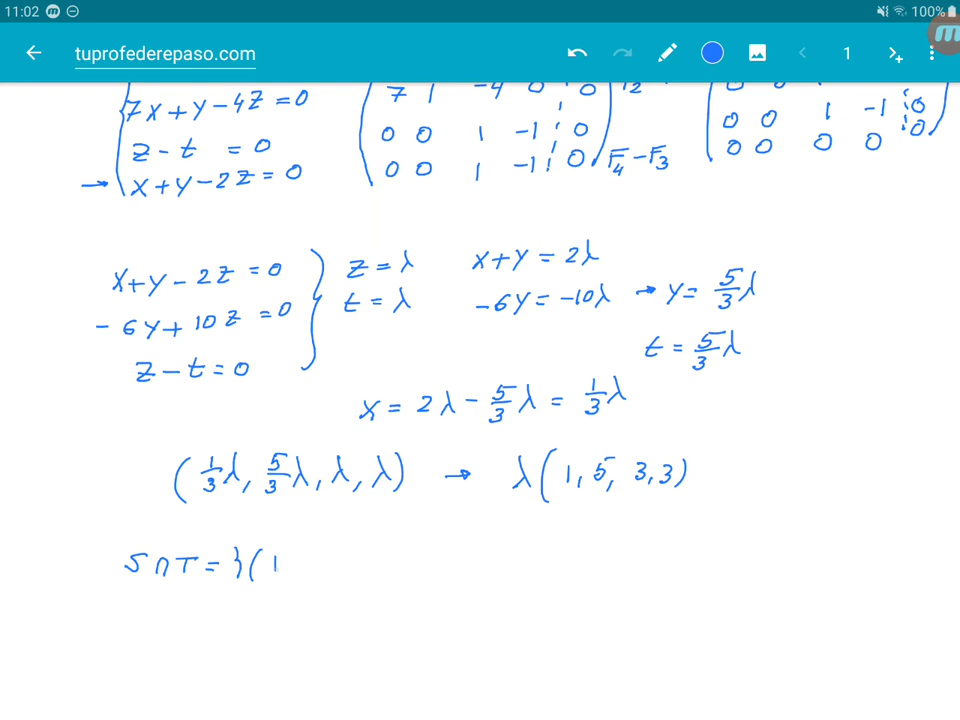 11:02 100%
tuprofederepaso.com 1
7x + y - 4z = 0
z - t = 0
→ x + y - 2z = 0
7 1 -4 0 0
0 0 1 -1 0
0 0 1 -1 0 F4 - F3
0 0 1 -1 0
0 0 0 0 0
x + y - 2z = 0
- 6y + 10z = 0
z - t = 0
z = λ
t = λ
x + y = 2λ
-6y = -10λ → y = 5/3 λ
t = 5/3 λ
x = 2λ - 5/3 λ = 1/3 λ
(1/3 λ, 5/3 λ, λ, λ) → λ(1, 5, 3, 3)
S ∩ T = }( 1